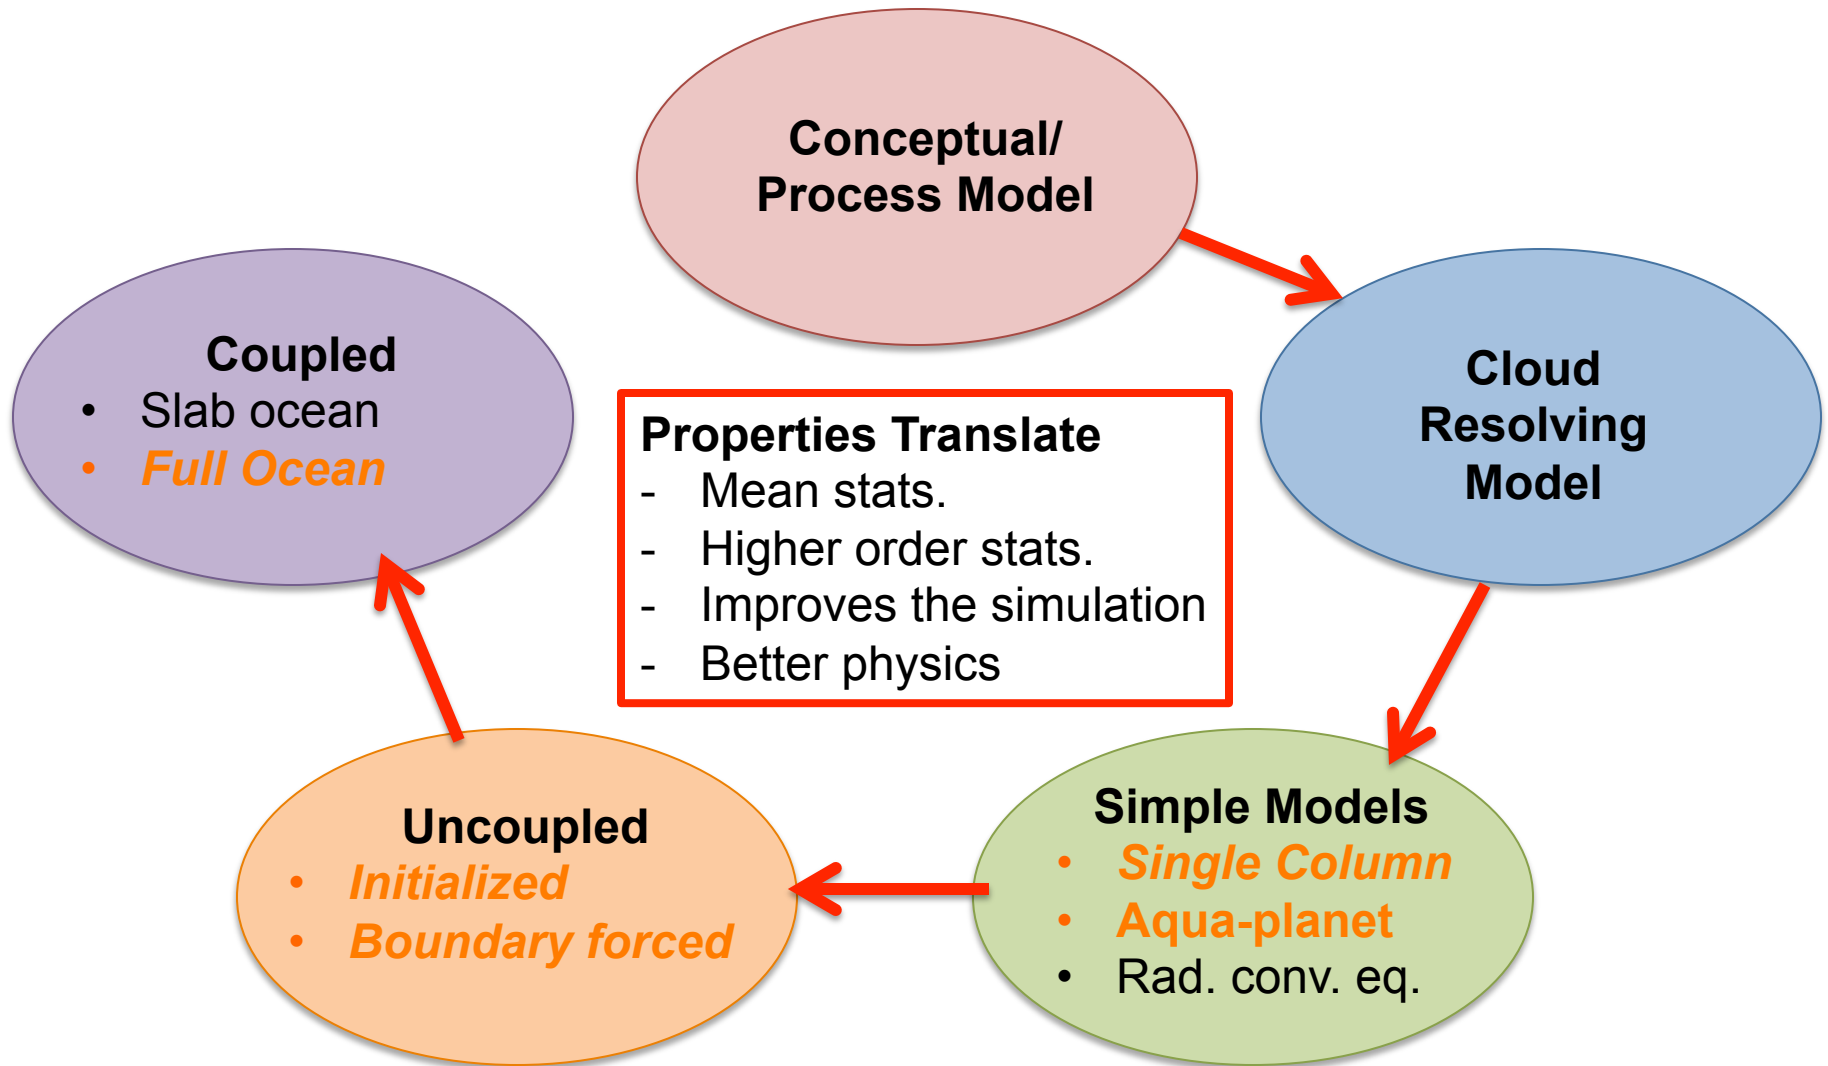 Conceptual/
Process Model
Cloud
Resolving
Model
Simple Models
• Single Column
• Aqua-planet
• Rad. conv. eq.
Uncoupled
• Initialized
• Boundary forced
Coupled
• Slab ocean
• Full Ocean
Properties Translate
- Mean stats.
- Higher order stats.
- Improves the simulation
- Better physics